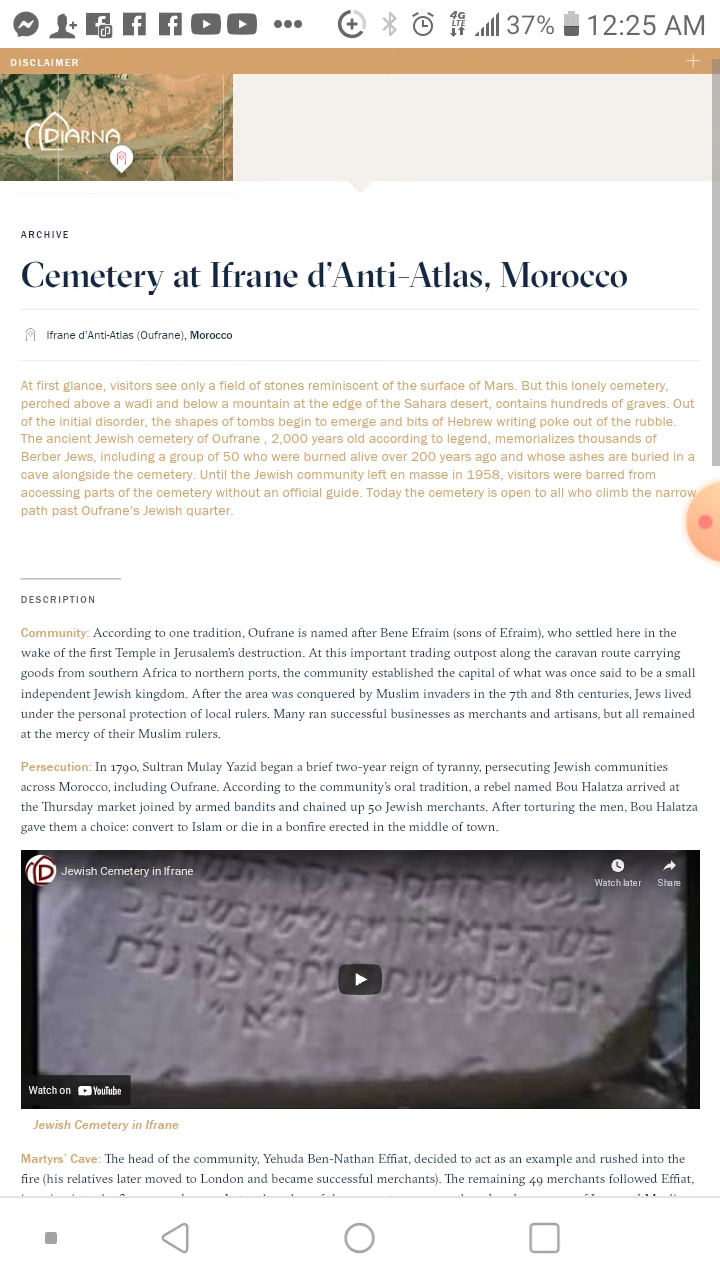 37% 12:25 AM
DISCLAIMER
DIARNA
ARCHIVE
Cemetery at Ifrane d'Anti-Atlas, Morocco
Ifrane d'Anti-Atlas (Oufrane), Morocco
At first glance, visitors see only a field of stones reminiscent of the surface of Mars. But this lonely cemetery,
perched above a wadi and below a mountain at the edge of the Sahara desert, contains hundreds of graves. Out
of the initial disorder, the shapes of tombs begin to emerge and bits of Hebrew writing poke out of the rubble.
The ancient Jewish cemetery of Oufrane , 2,000 years old according to legend, memorializes thousands of
Berber Jews, including a group of 50 who were burned alive over 200 years ago and whose ashes are buried in a
cave alongside the cemetery. Until the Jewish community left en masse in 1958, visitors were barred from
accessing parts of the cemetery without an official guide. Today the cemetery is open to all who climb the narrow
path past Oufrane's Jewish quarter.
DESCRIPTION
Community: According to one tradition, Oufrane is named after Bene Efraim (sons of Efraim), who settled here in the
wake of the first Temple in Jerusalem's destruction. At this important trading outpost along the caravan route carrying
goods from southern Africa to northern ports, the community established the capital of what was once said to be a small
independent Jewish kingdom. After the area was conquered by Muslim invaders in the 7th and 8th centuries, Jews lived
under the personal protection of local rulers. Many ran successful businesses as merchants and artisans, but all remained
at the mercy of their Muslim rulers.
Persecution: In 1790, Sultran Mulay Yazid began a brief two-year reign of tyranny, persecuting Jewish communities
across Morocco, including Oufrane. According to the community's oral tradition, a rebel named Bou Halatza arrived at
the Thursday market joined by armed bandits and chained up 50 Jewish merchants. After torturing the men, Bou Halatza
gave them a choice: convert to Islam or die in a bonfire erected in the middle of town.
Jewish Cemetery in Ifrane
Watch later Share
Watch on YouTube
Jewish Cemetery in Ifrane
Martyrs' Cave: The head of the community, Yehuda Ben-Nathan Effiat, decided to act as an example and rushed into the
fire (his relatives later moved to London and became successful merchants). The remaining 49 merchants followed Effiat,